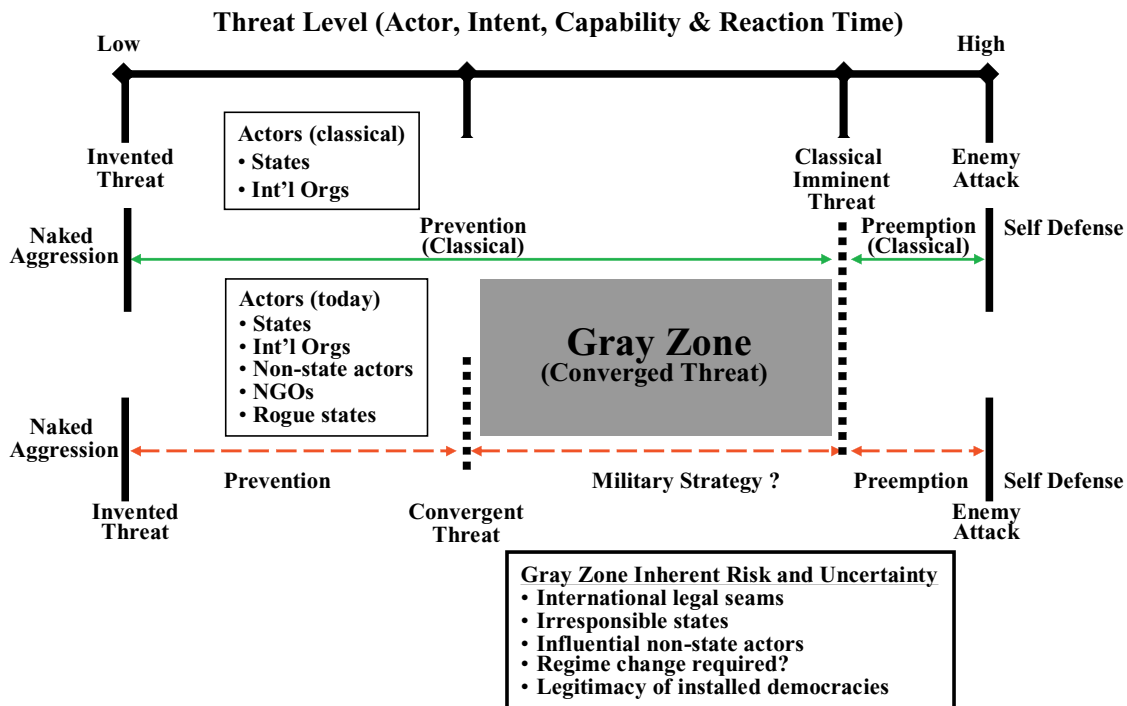 Threat Level (Actor, Intent, Capability & Reaction Time)
Low
High
Actors (classical)
• States
• Int’l Orgs
Invented
Threat
Classical
Imminent
Threat
Enemy
Attack
Naked
Aggression
Prevention
(Classical)
Preemption
(Classical)
Self Defense
Actors (today)
• States
• Int’l Orgs
• Non-state actors
• NGOs
• Rogue states
Gray Zone
(Converged Threat)
Naked
Aggression
Prevention
Military Strategy ?
Preemption
Self Defense
Invented
Threat
Convergent
Threat
Enemy
Attack
Gray Zone Inherent Risk and Uncertainty
• International legal seams
• Irresponsible states
• Influential non-state actors
• Regime change required?
• Legitimacy of installed democracies